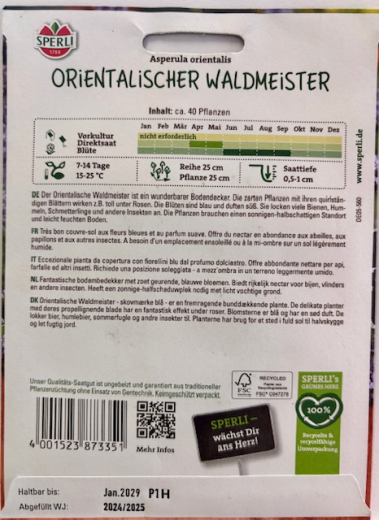 SPERLI
1788
Asperula orientalis
ORiENTALiSCHER WALDMEiSTER
Inhalt: ca. 40 Pflanzen
Jan Feb Mär Apr Mai Jun Jul Aug Sep Okt Nov Dez
Vorkultur nicht erforderlich
Direktsaat
Blüte
7-14 Tage
15-25 °C
Reihe 25 cm
Pflanze 25 cm
Saattiefe
0,5-1 cm
www.sperli.de
DE Der Orientalische Waldmeister ist ein wunderbarer Bodendecker. Die zarten Pflanzen mit ihren quirlständigen Blättern wirken z.B. toll unter Rosen. Die Blüten sind blau und duften süß. Sie locken viele Bienen, Hummeln, Schmetterlinge und andere Insekten an. Die Pflanzen brauchen einen sonnigen-halbschattigen Standort
und leicht feuchten Boden.
FR Très bon couvre-sol aux fleurs bleues et au parfum suave. Offre du nectar en abondance aux abeilles, aux
papillons et aux autres insectes. A besoin d'un emplacement ensoleillé ou à la mi-ombre sur un sol légèrement
humide.
IT Eccezionale pianta da copertura con fioriture blu dal profumo dolciastro. Offre abbondante nettare per api,
farfalle ed altri insetti. Richiede una posizione soleggiata - a mezz'ombra in un terreno leggermente umido.
NL Fantastische bodembedekker met zoet geurende, blauwe bloemen. Biedt rijkelijk nectar voor bijen, vlinders
en andere insecten. Heeft een zonnige-halfschaduwplek nodig met licht vochtige grond.
DK Orientalische Waldmeister - skovmærke blå - er en fremragende bunddækkende plante. De delikate planter
med deres propellignende blade har en fantastisk effekt under roser. Blomsterne er blå og har en sød duft. De
lokker bier, humlebier, sommerfugle og andre insekter til. Planterne har brug for et sted i fuld sol til halvskygge
og let fugtig jord.
Unser Qualitäts-Saatgut ist ungebeizt und garantiert aus traditioneller
Pflanzenzüchtung ohne Einsatz von Gentechnik. Keimgeschützt verpackt.
4 001523 873351
Mehr Infos
FSC
RECYCLED
SPERLI's
GRÜNES HERZ
100%
Recycelte &
recycelfähige
Umverpackung
SPERLI –
wächst Dir
ans Herz!
Haltbar bis: Jan.2029 P1H
Abgefüllt WJ: 2024/2025